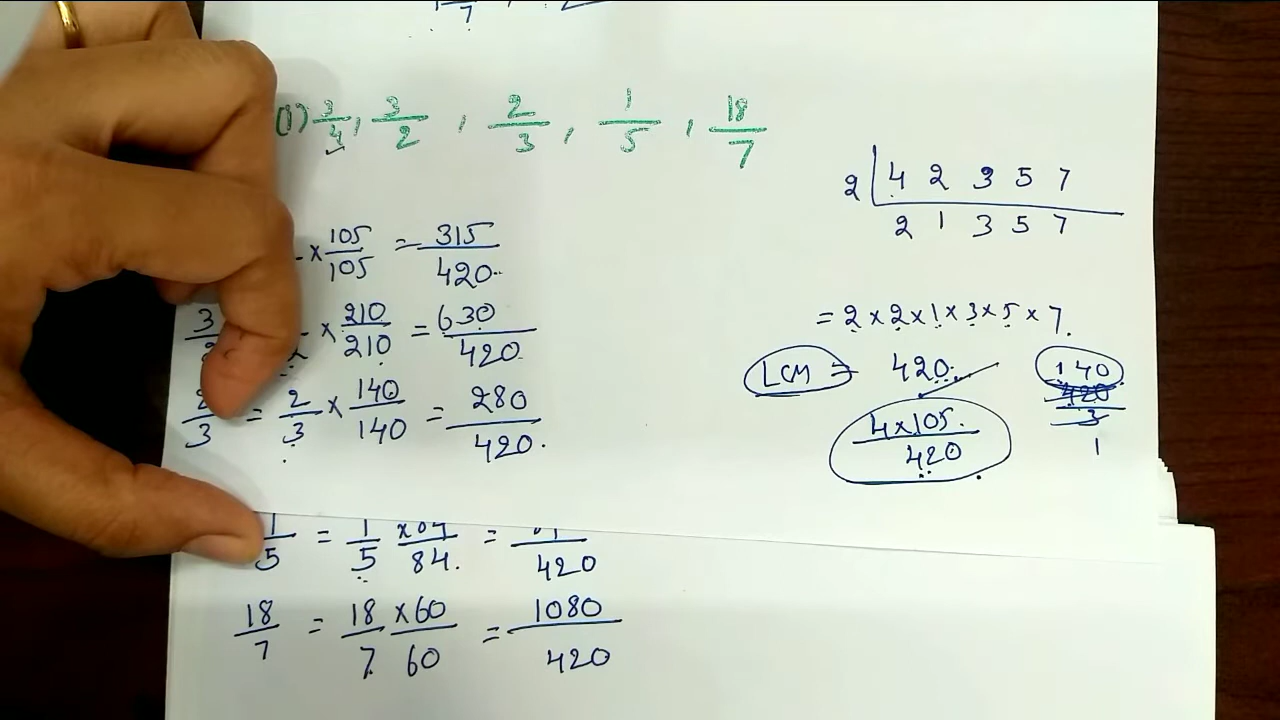 (1) 3/4, 3/2, 2/3, 1/5, 18/7
2 | 4 2 3 5 7
2 1 3 5 7
× 105/105 = 315/420
= 2 × 2 × 1 × 3 × 5 × 7.
× 210/210 = 630/420
LCM = 420
140
420/3
1
2/3 = 2/3 × 140/140 = 280/420
4×105/420
1/5 = 1/5 ×84/84 = 420
18/7 = 18/7 ×60/60 = 1080/420